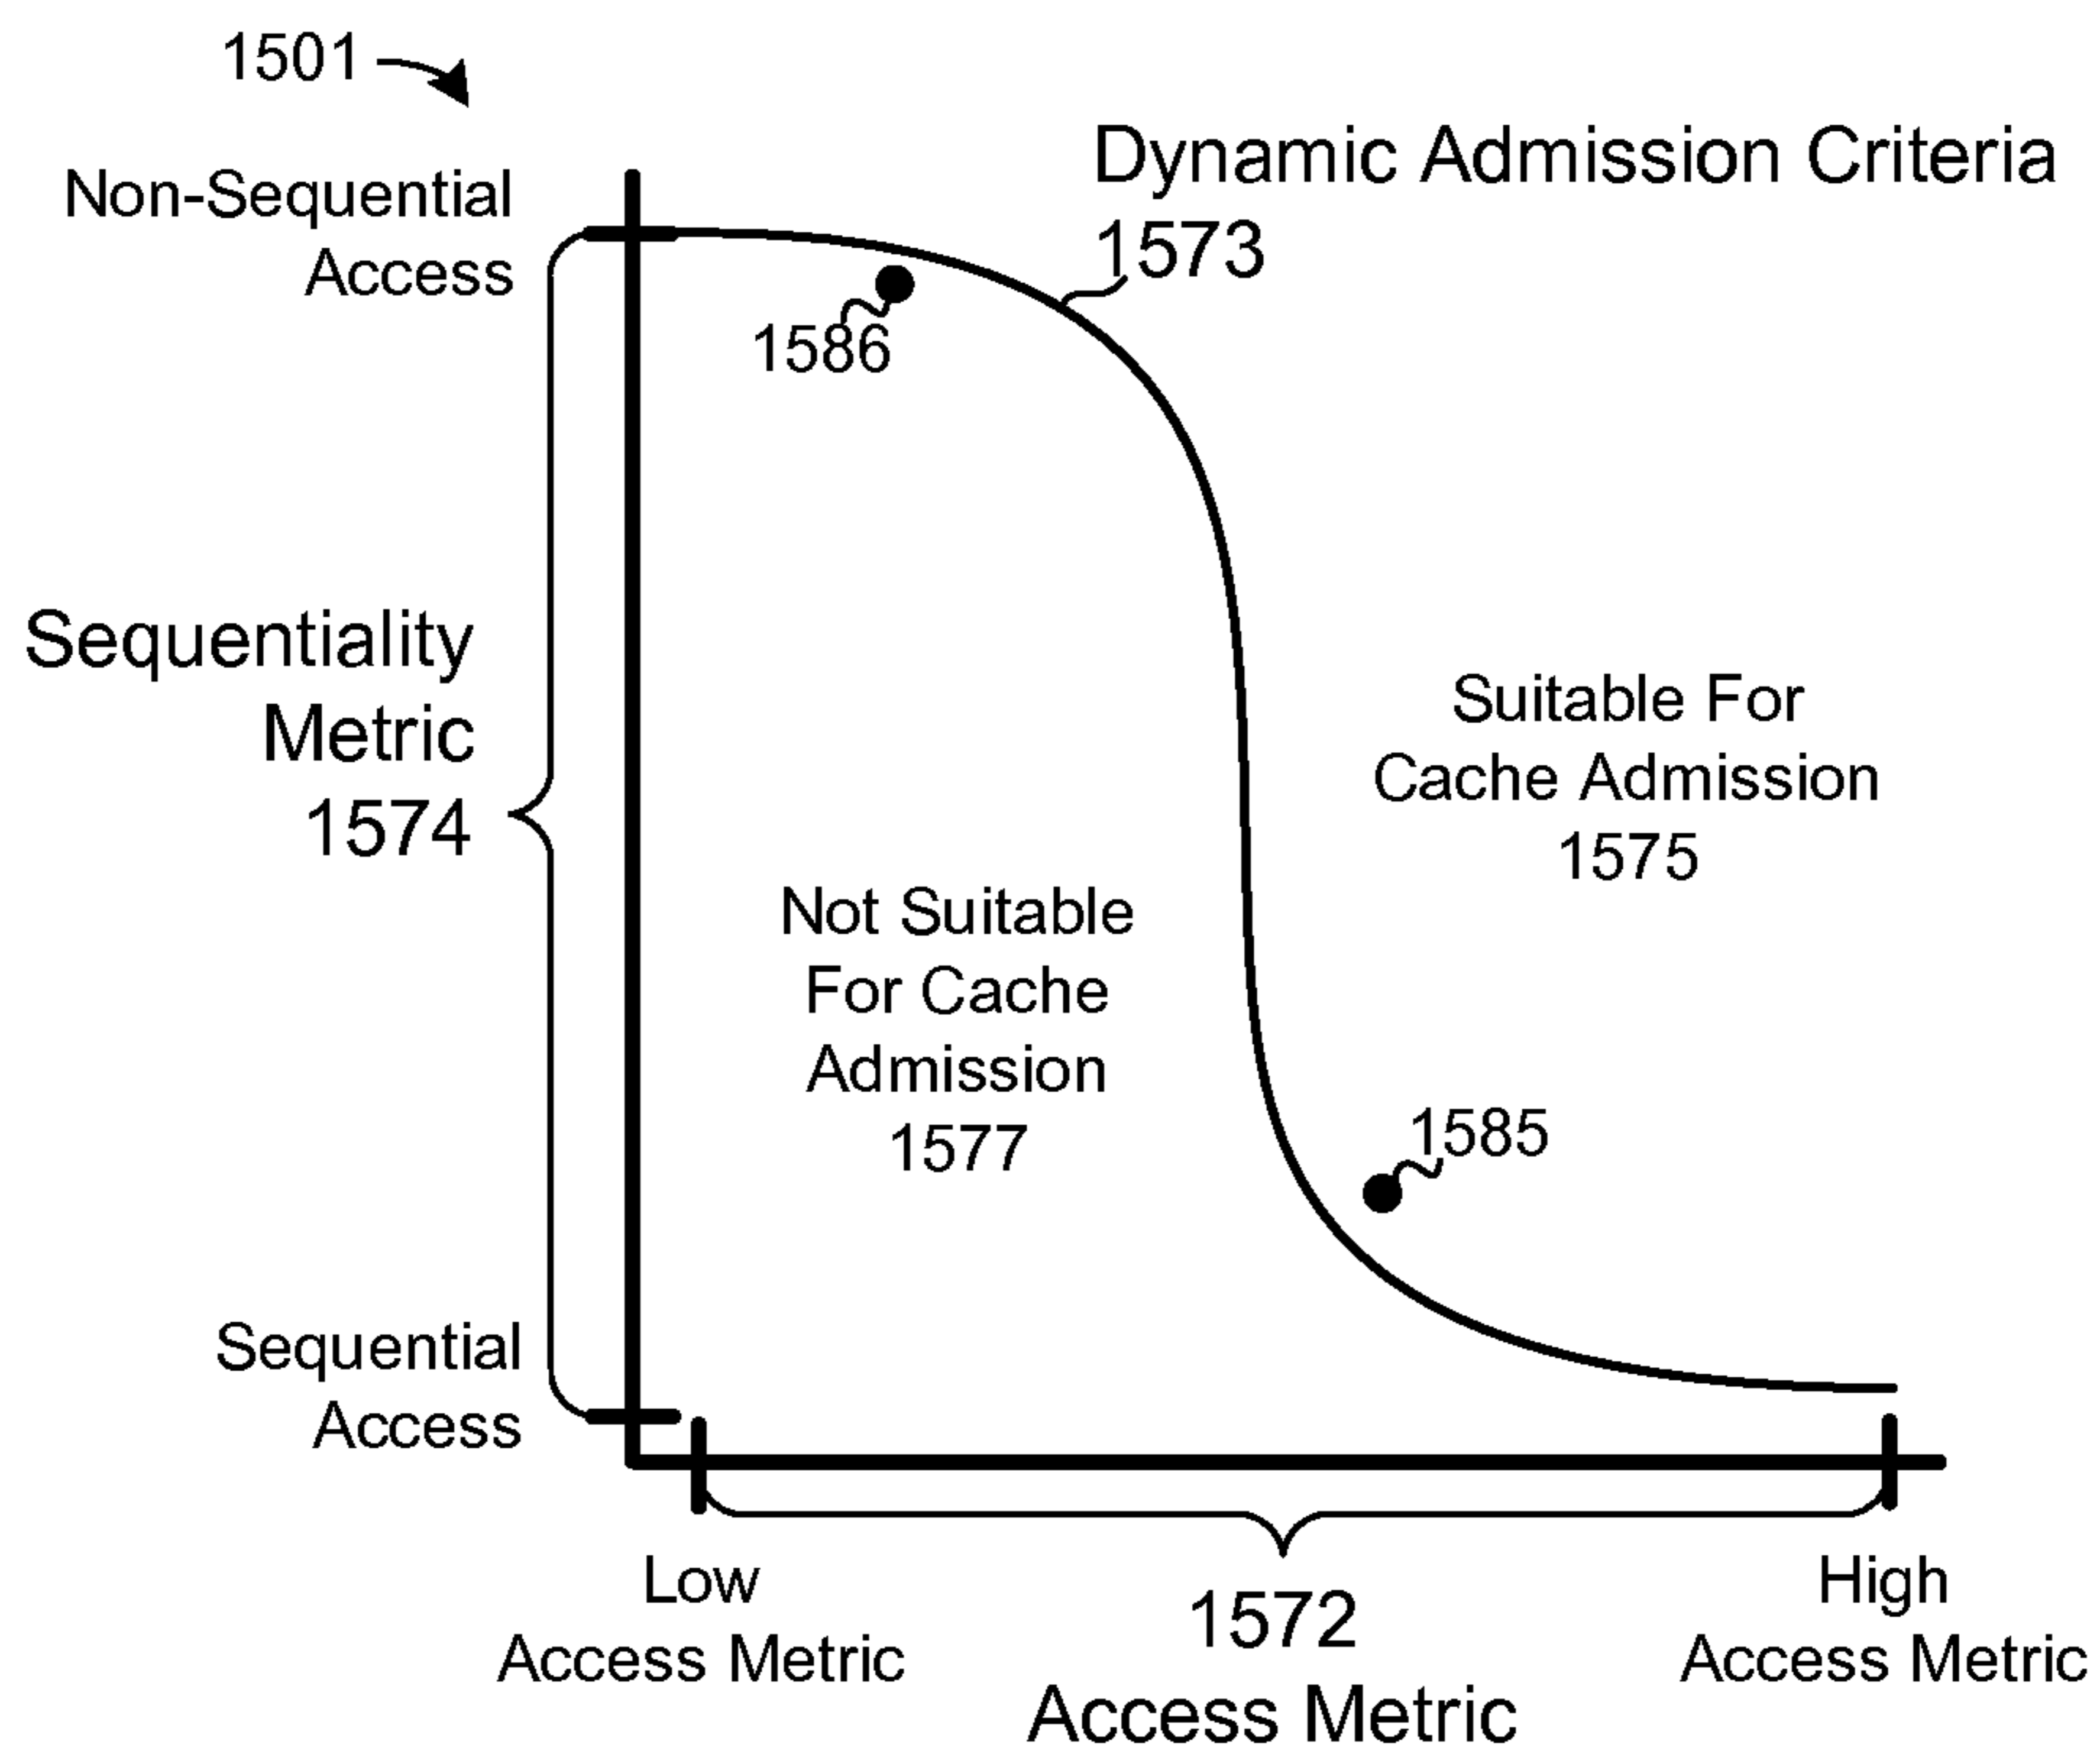 1501
Dynamic Admission Criteria
1573
Non-Sequential
Access
1586
Sequentiality
Metric
1574
Suitable For
Cache Admission
1575
Not Suitable
For Cache
Admission
1577
1585
Sequential
Access
Low
Access Metric
1572
Access Metric
High
Access Metric